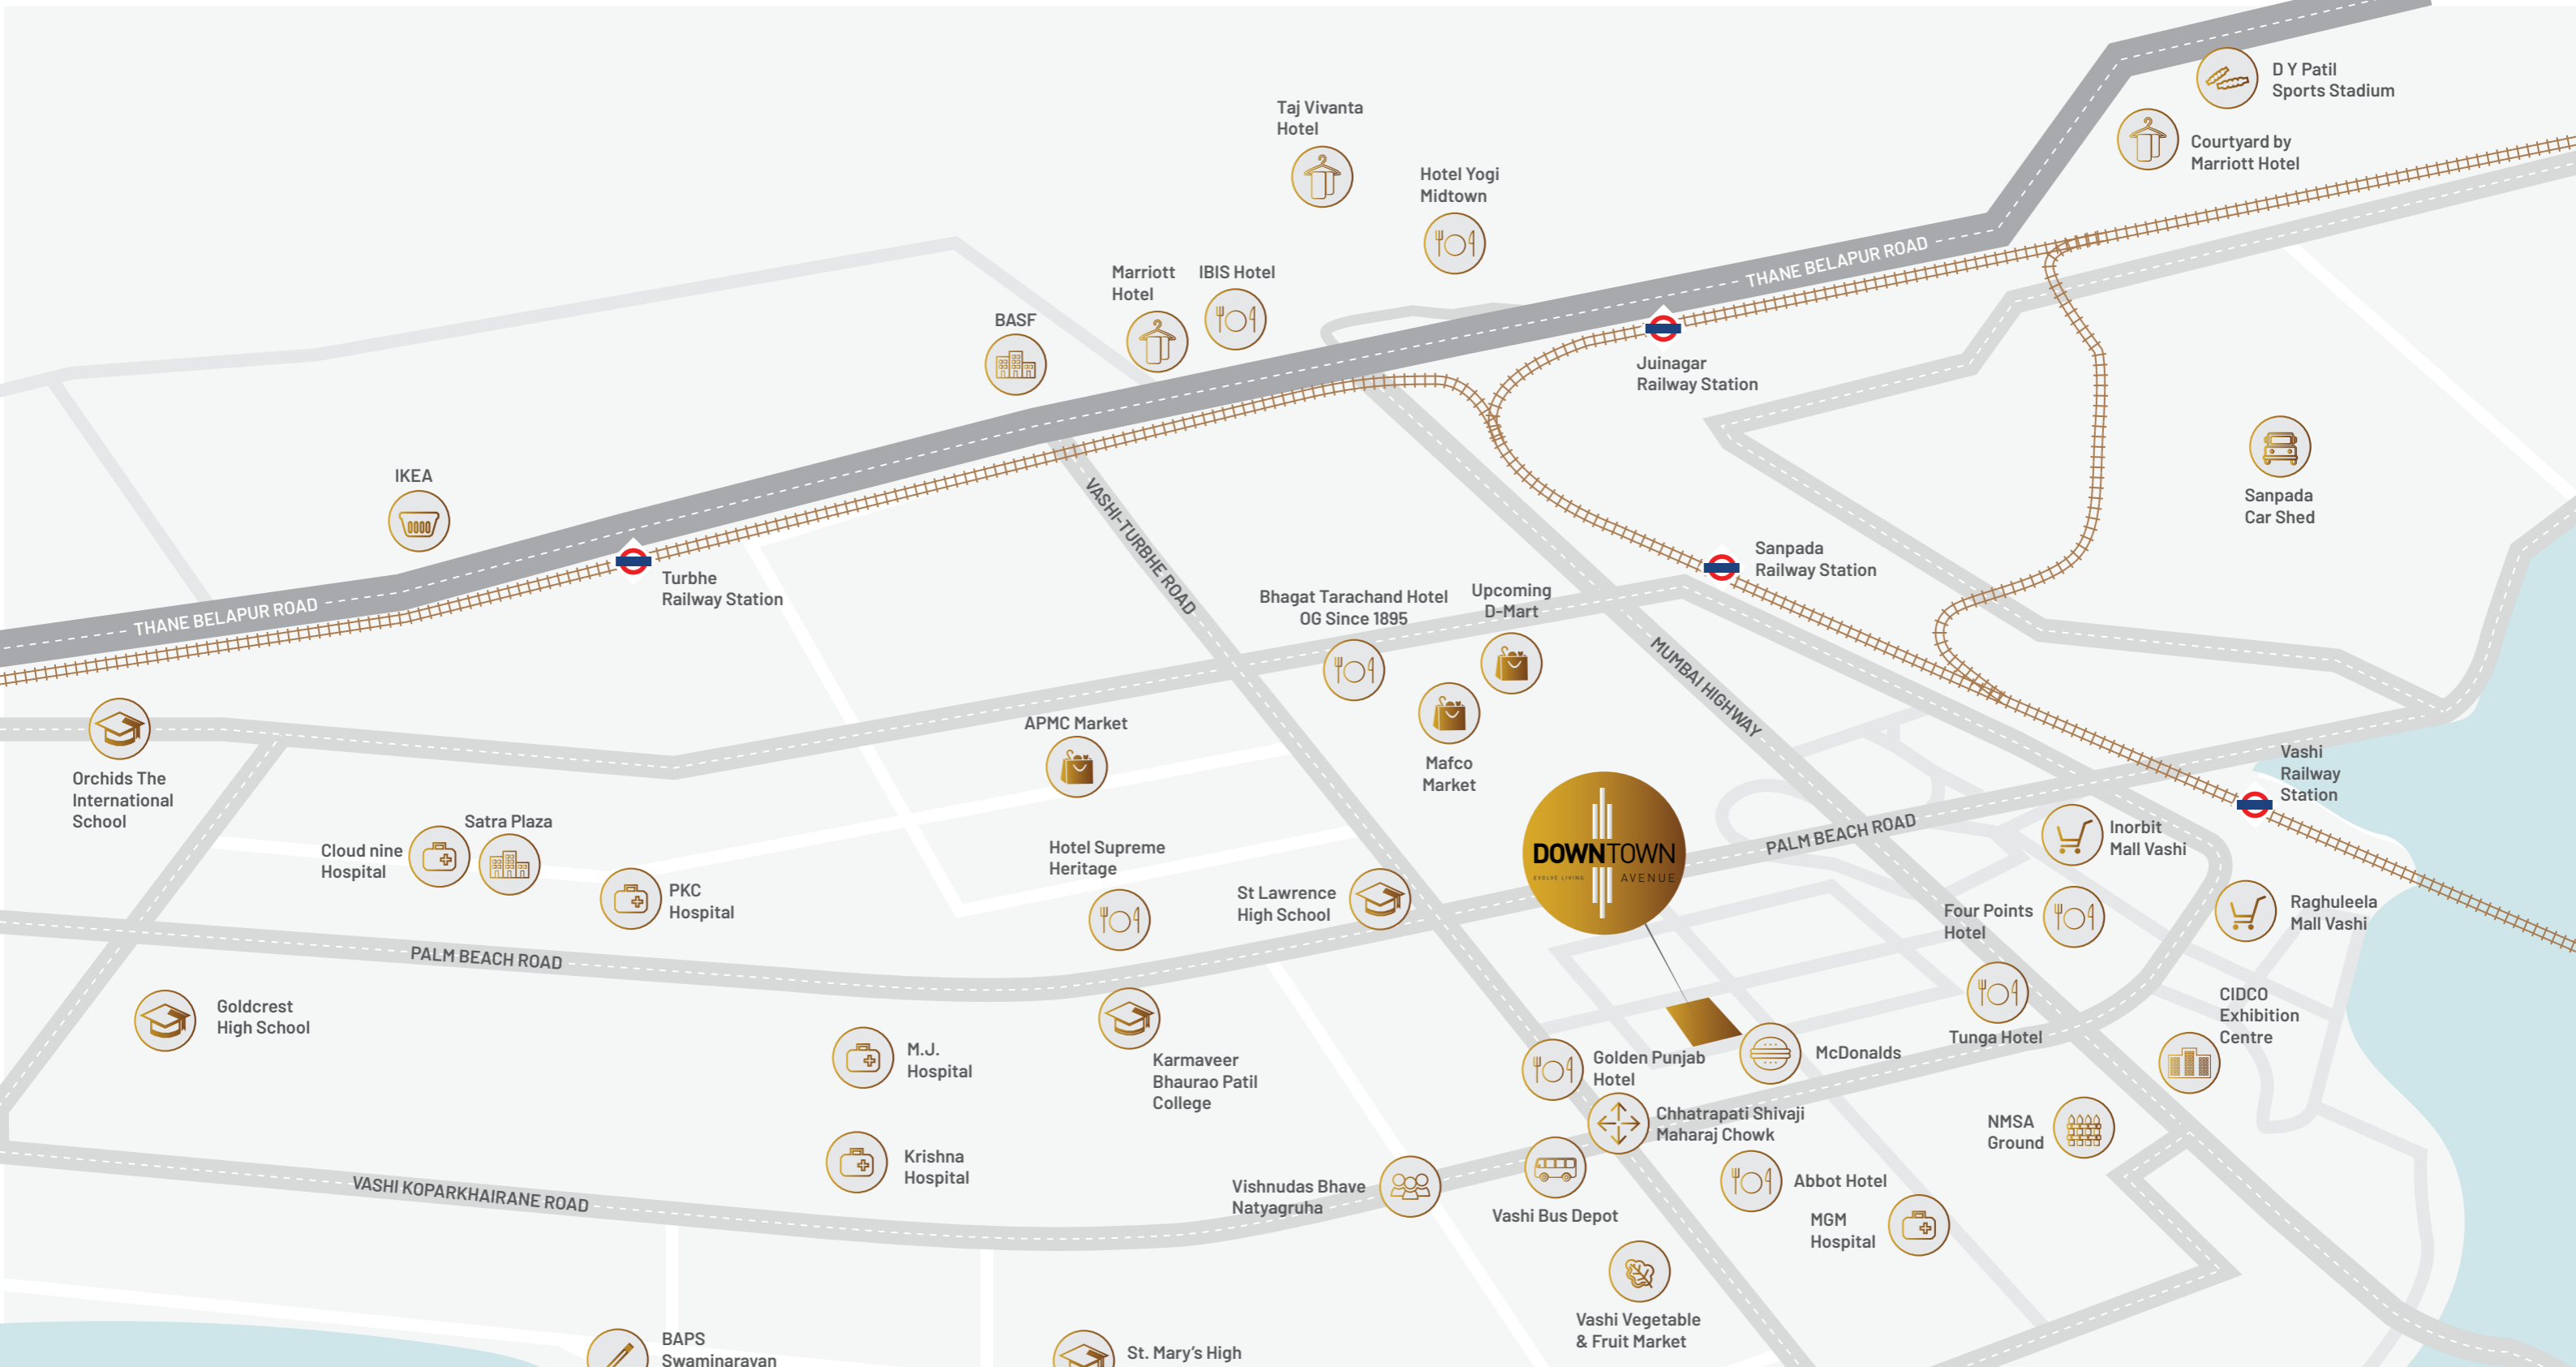 D Y Patil
Sports Stadium
Courtyard by
Marriott Hotel
Taj Vivanta
Hotel
Hotel Yogi
Midtown
THANE BELAPUR ROAD
Marriott
Hotel
IBIS Hotel
BASF
Juinagar
Railway Station
IKEA
VASHI-TURBHE ROAD
Sanpada
Car Shed
Turbhe
Railway Station
Sanpada
Railway Station
THANE BELAPUR ROAD
Bhagat Tarachand Hotel
OG Since 1895
Upcoming
D-Mart
MUMBAI HIGHWAY
APMC Market
Mafco
Market
Orchids The
International
School
Vashi
Railway
Station
Satra Plaza
Cloud nine
Hospital
PKC
Hospital
Hotel Supreme
Heritage
St Lawrence
High School
DOWNTOWN
EVOLVE LIVING
AVENUE
PALM BEACH ROAD
Inorbit
Mall Vashi
Four Points
Hotel
Raghuleela
Mall Vashi
PALM BEACH ROAD
Goldcrest
High School
M.J.
Hospital
Karmaveer
Bhaurao Patil
College
Golden Punjab
Hotel
McDonalds
Tunga Hotel
CIDCO
Exhibition
Centre
Chhatrapati Shivaji
Maharaj Chowk
NMSA
Ground
Krishna
Hospital
VASHI KOPARKHAIRANE ROAD
Vishnudas Bhave
Natyagruha
Vashi Bus Depot
Abbot Hotel
MGM
Hospital
Vashi Vegetable
& Fruit Market
BAPS
Swaminarayan
St. Mary's High